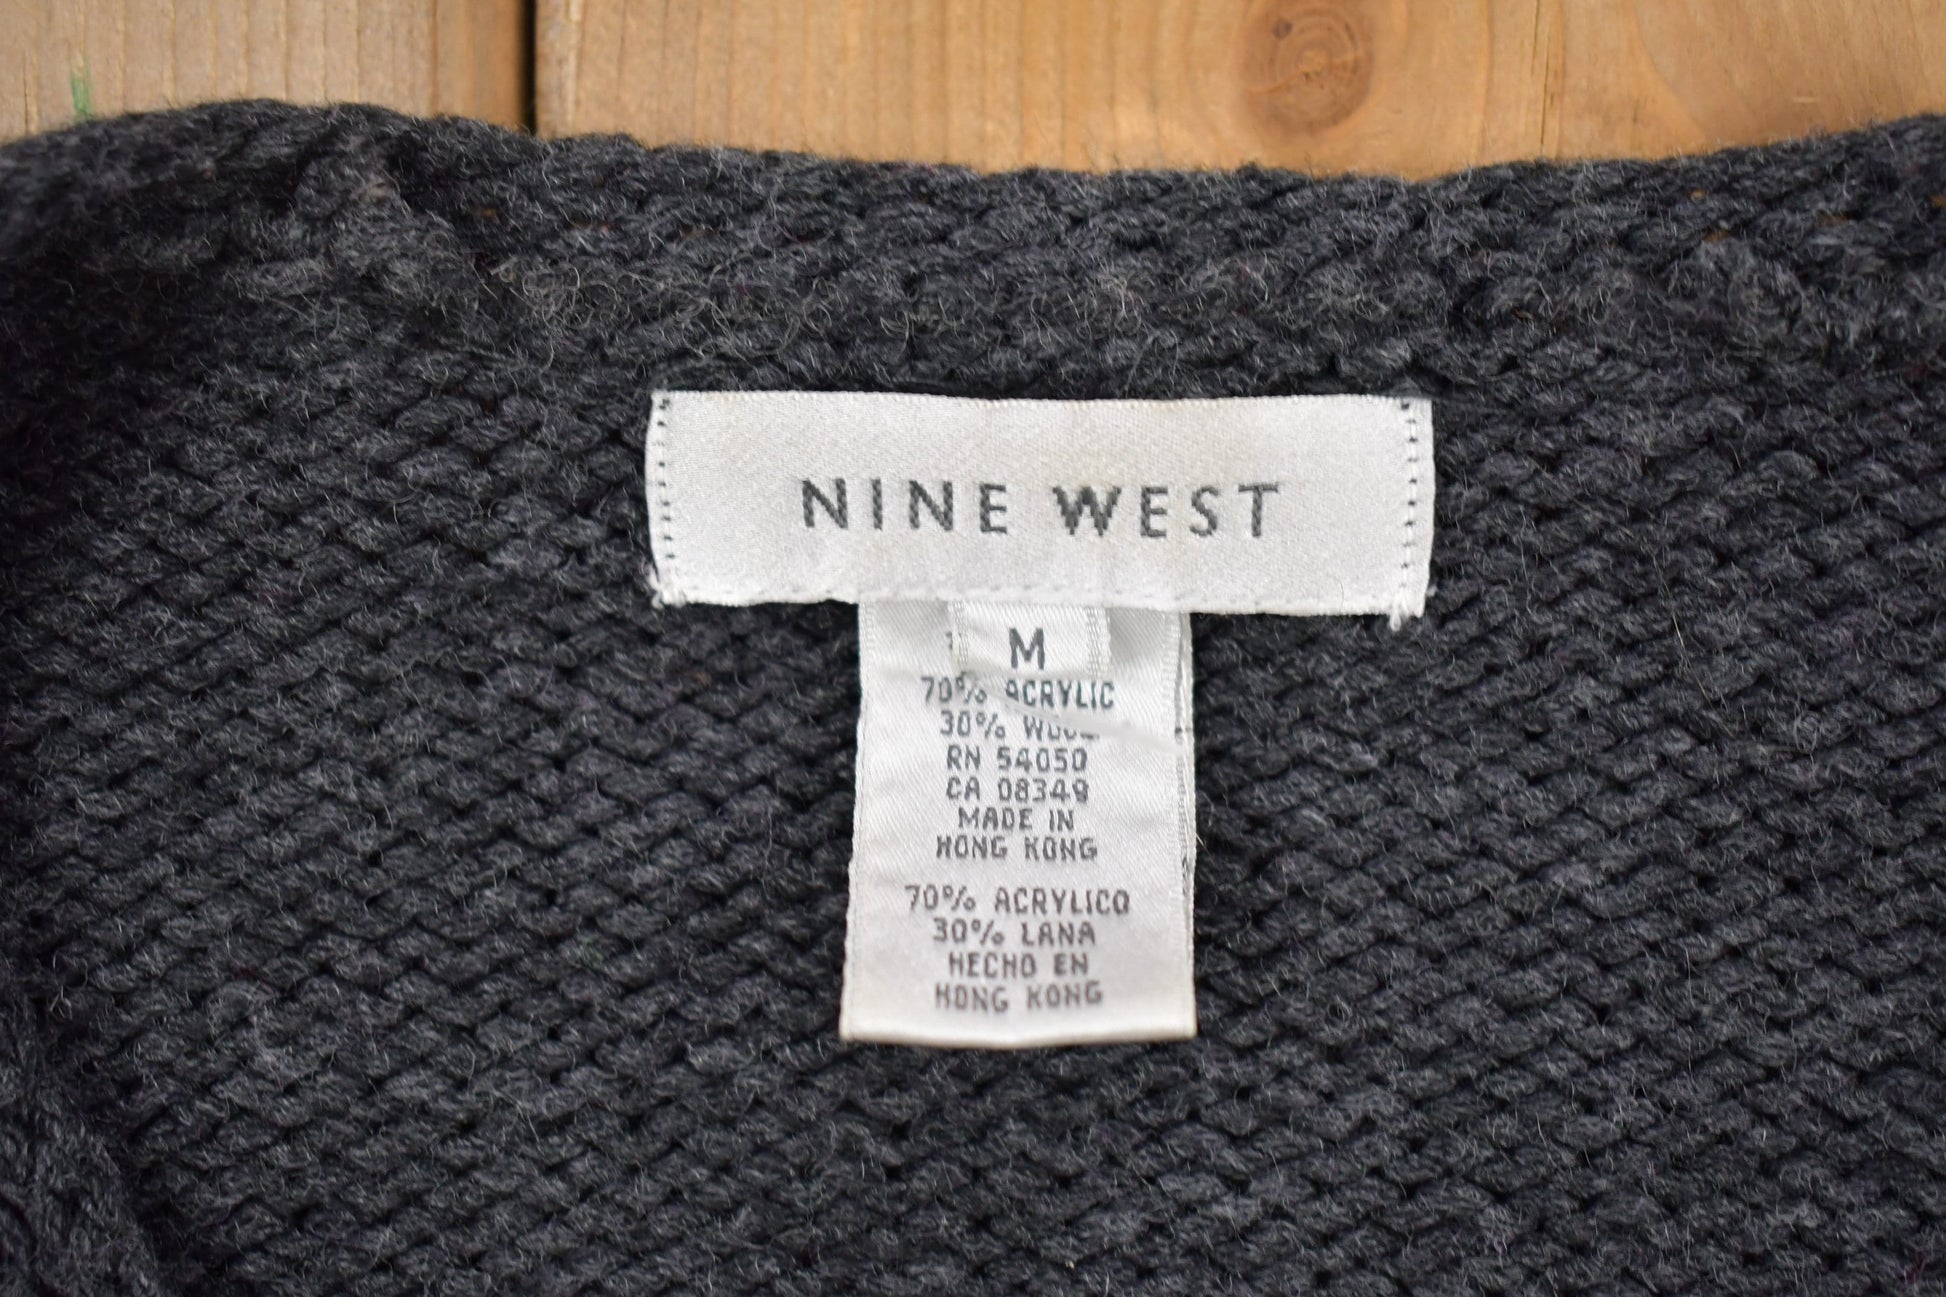 NINE WEST
M
70% ACRYLIC
30% WOOL
RN 54050
CA 08349
MADE IN
HONG KONG
70% ACRYLICO
30% LANA
HECHO EN
HONG KONG